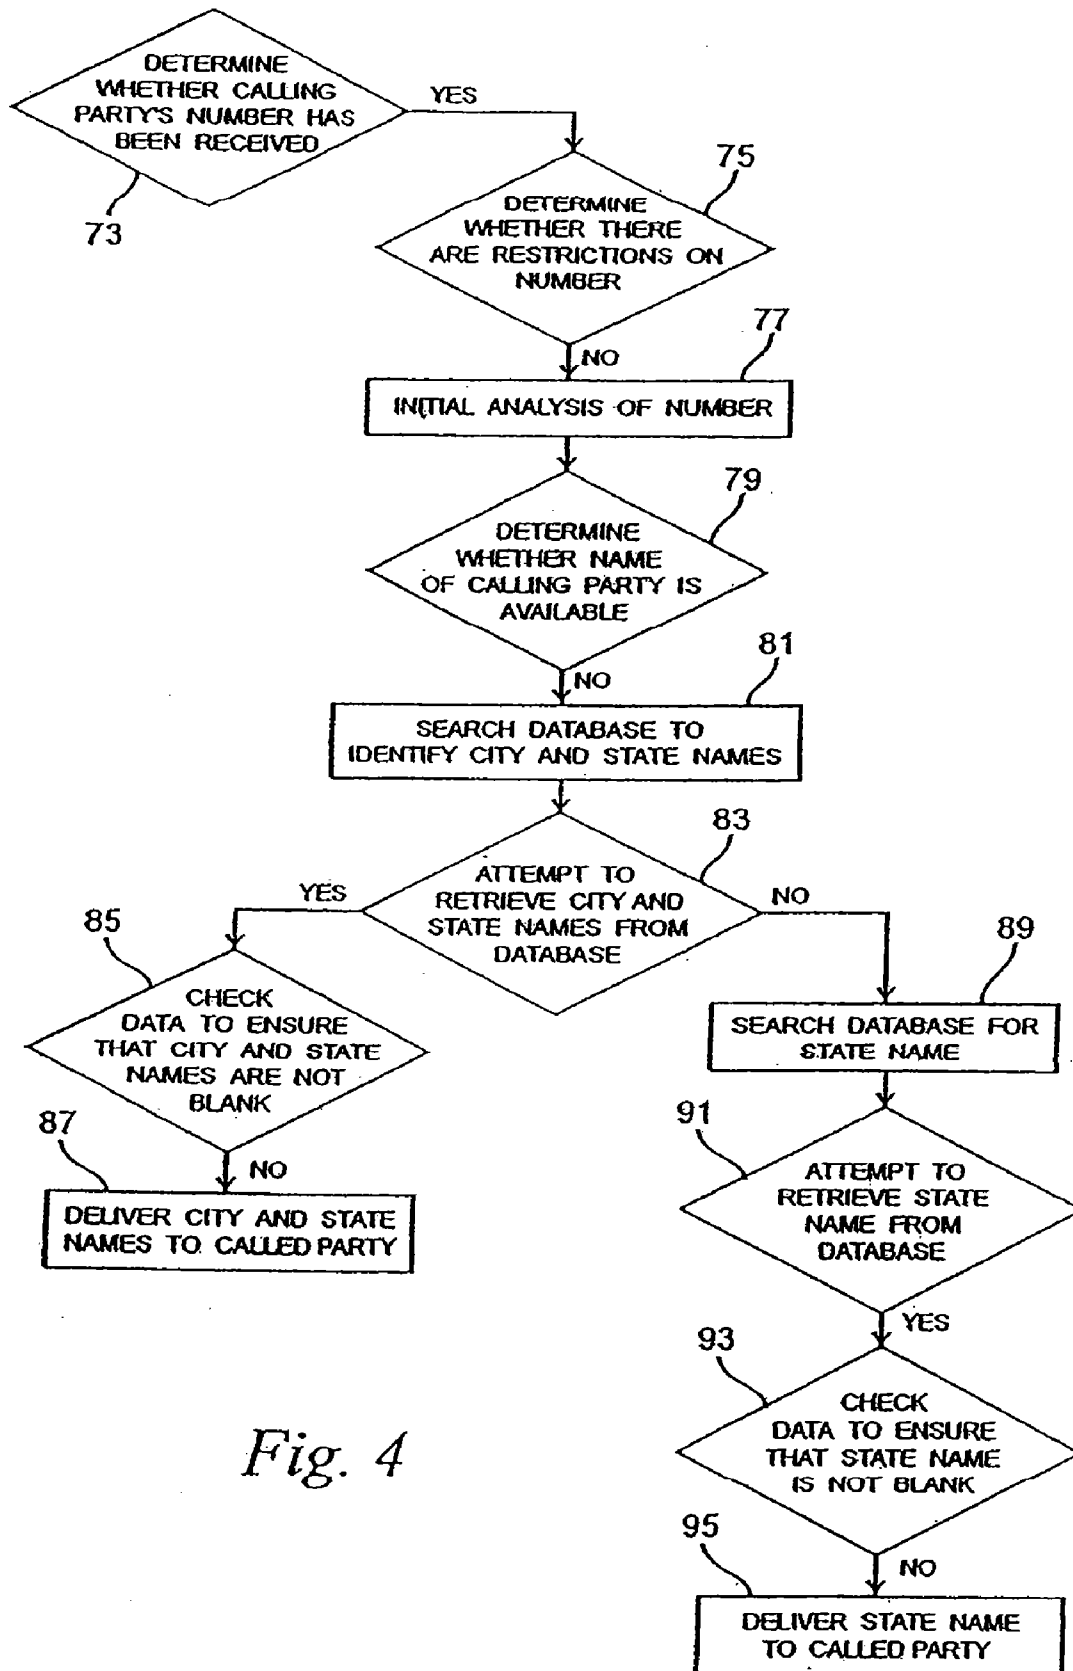 DETERMINE
WHETHER CALLING
PARTY'S NUMBER HAS
BEEN RECEIVED
YES
73
75
DETERMINE
WHETHER THERE
ARE RESTRICTIONS ON
NUMBER
NO
77
INITIAL ANALYSIS OF NUMBER
79
DETERMINE
WHETHER NAME
OF CALLING PARTY IS
AVAILABLE
NO
81
SEARCH DATABASE TO
IDENTIFY CITY AND STATE NAMES
83
ATTEMPT TO
RETRIEVE CITY AND
STATE NAMES FROM
DATABASE
YES
NO
85
CHECK
DATA TO ENSURE
THAT CITY AND STATE
NAMES ARE NOT
BLANK
NO
87
DELIVER CITY AND STATE
NAMES TO CALLED PARTY
89
SEARCH DATABASE FOR
STATE NAME
91
ATTEMPT TO
RETRIEVE STATE
NAME FROM
DATABASE
YES
93
CHECK
DATA TO ENSURE
THAT STATE NAME
IS NOT BLANK
NO
95
DELIVER STATE NAME
TO CALLED PARTY
Fig. 4